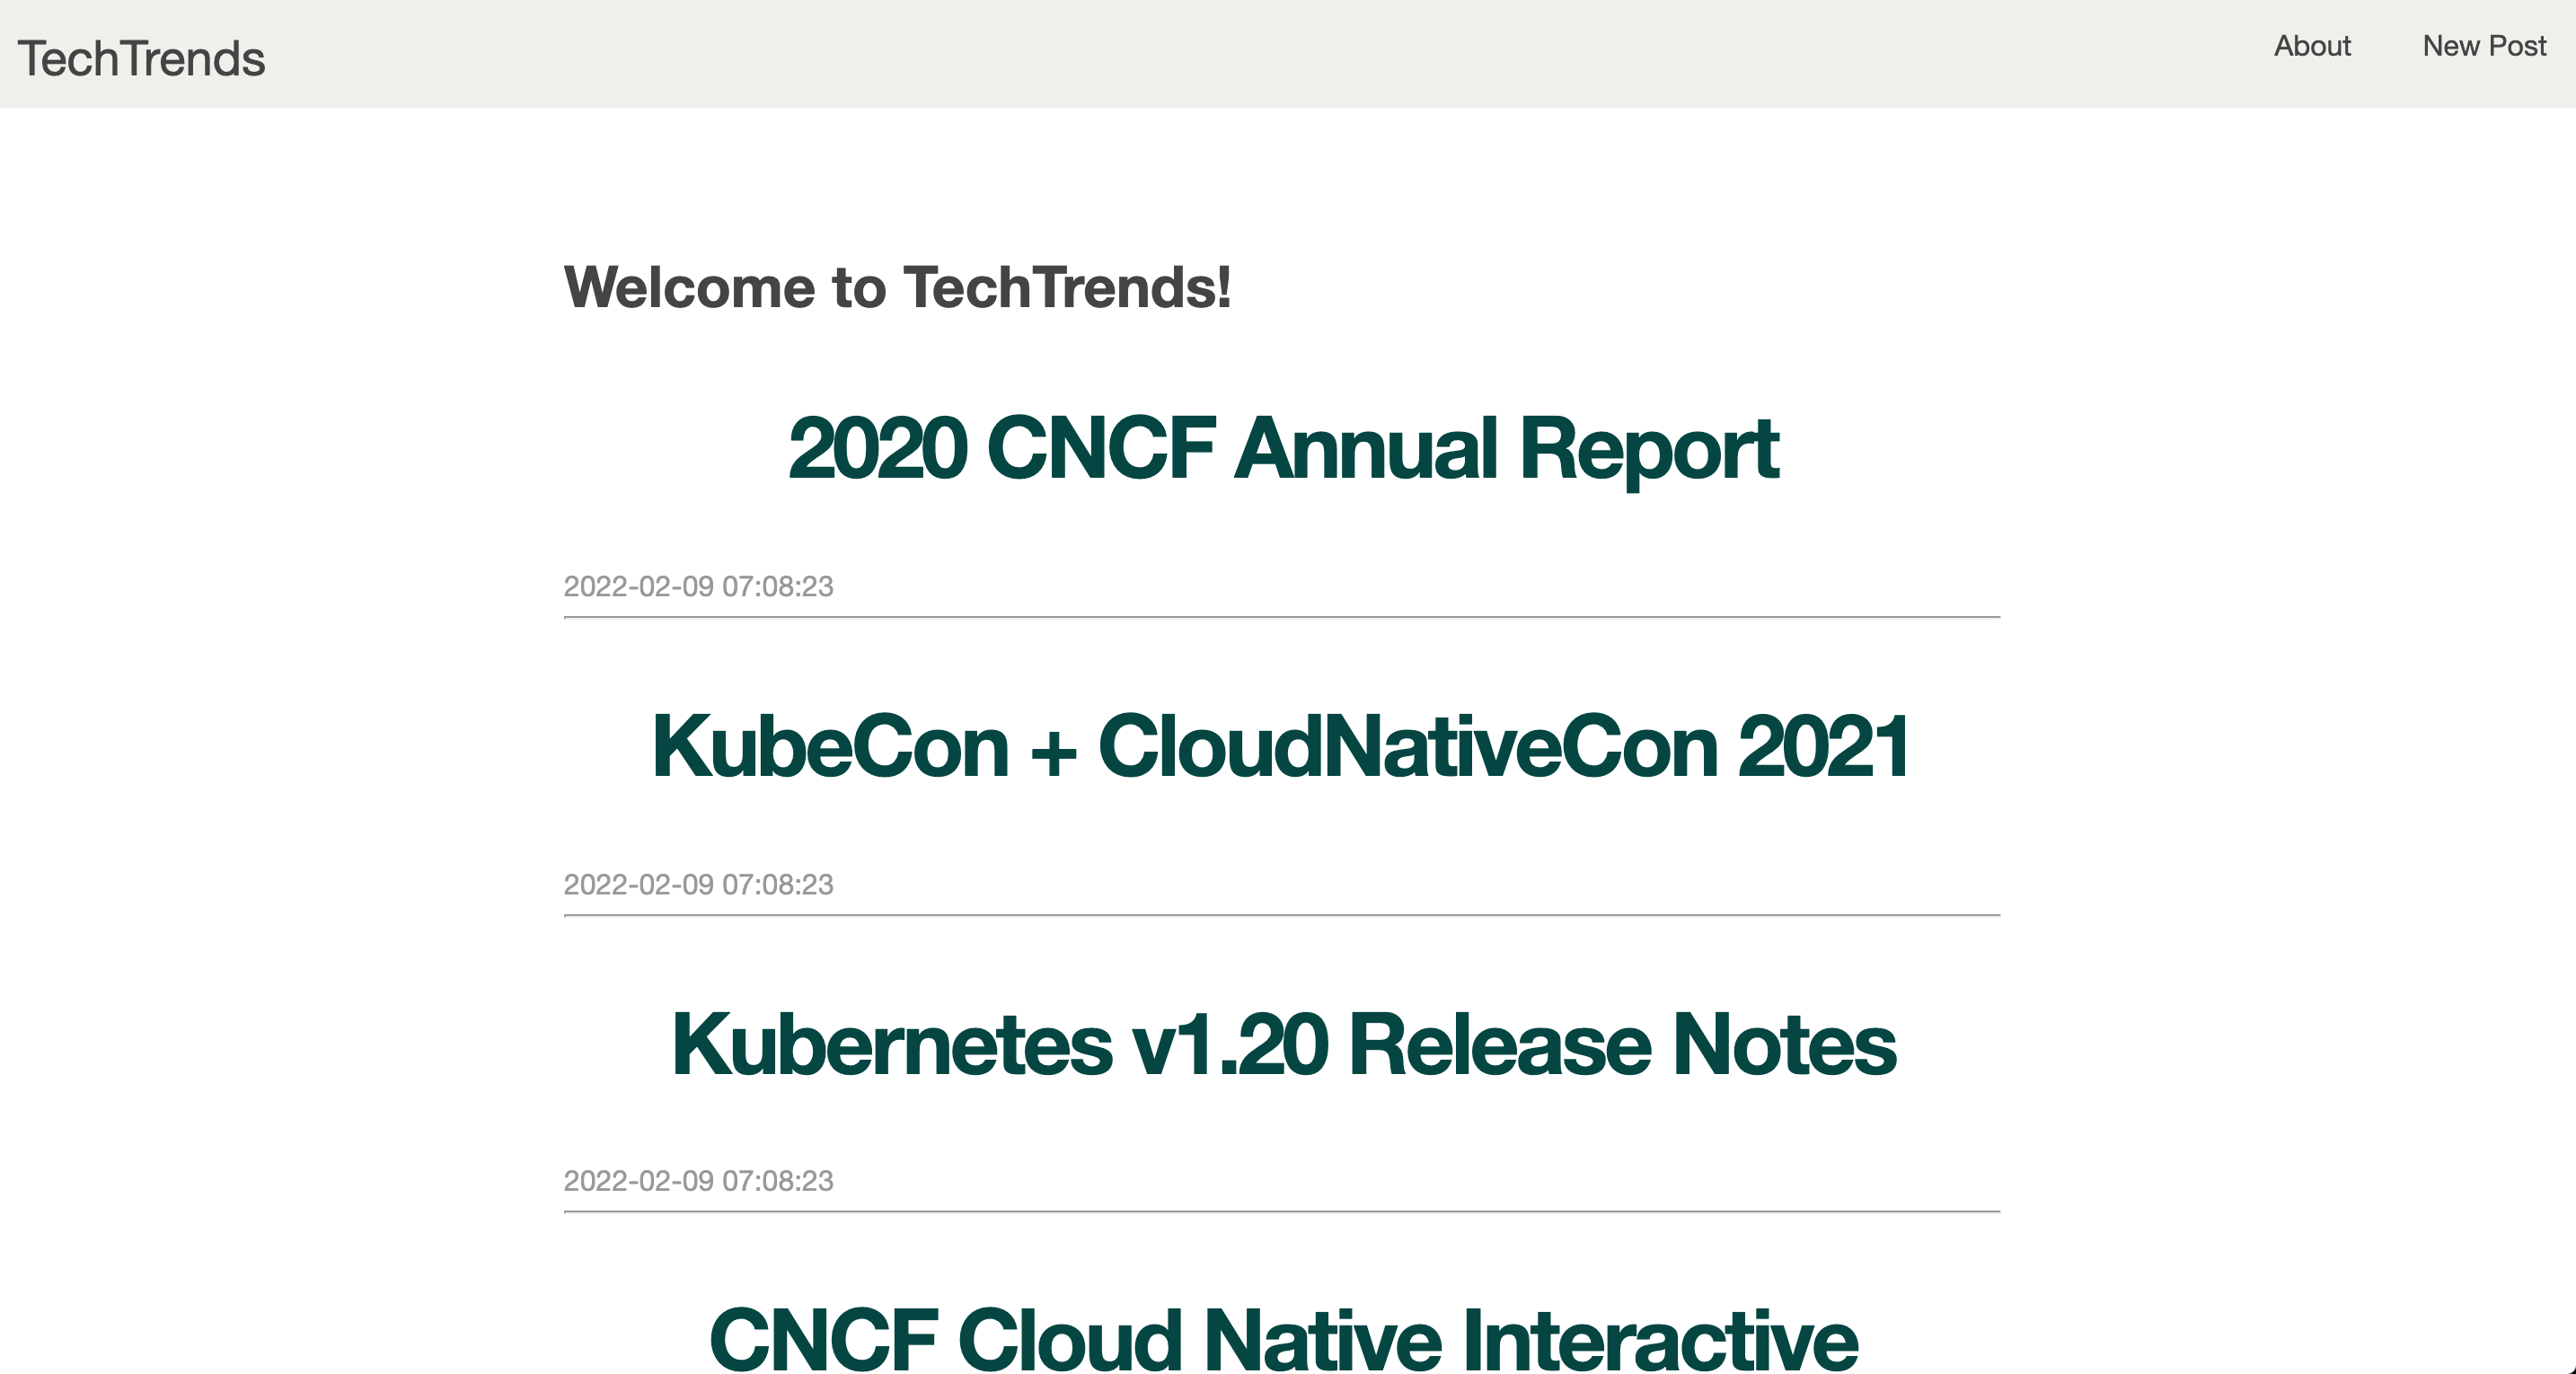 TechTrends
About
New Post
Welcome to TechTrends!
2020 CNCF Annual Report
2022-02-09 07:08:23
KubeCon + CloudNativeCon 2021
2022-02-09 07:08:23
Kubernetes v1.20 Release Notes
2022-02-09 07:08:23
CNCF Cloud Native Interactive